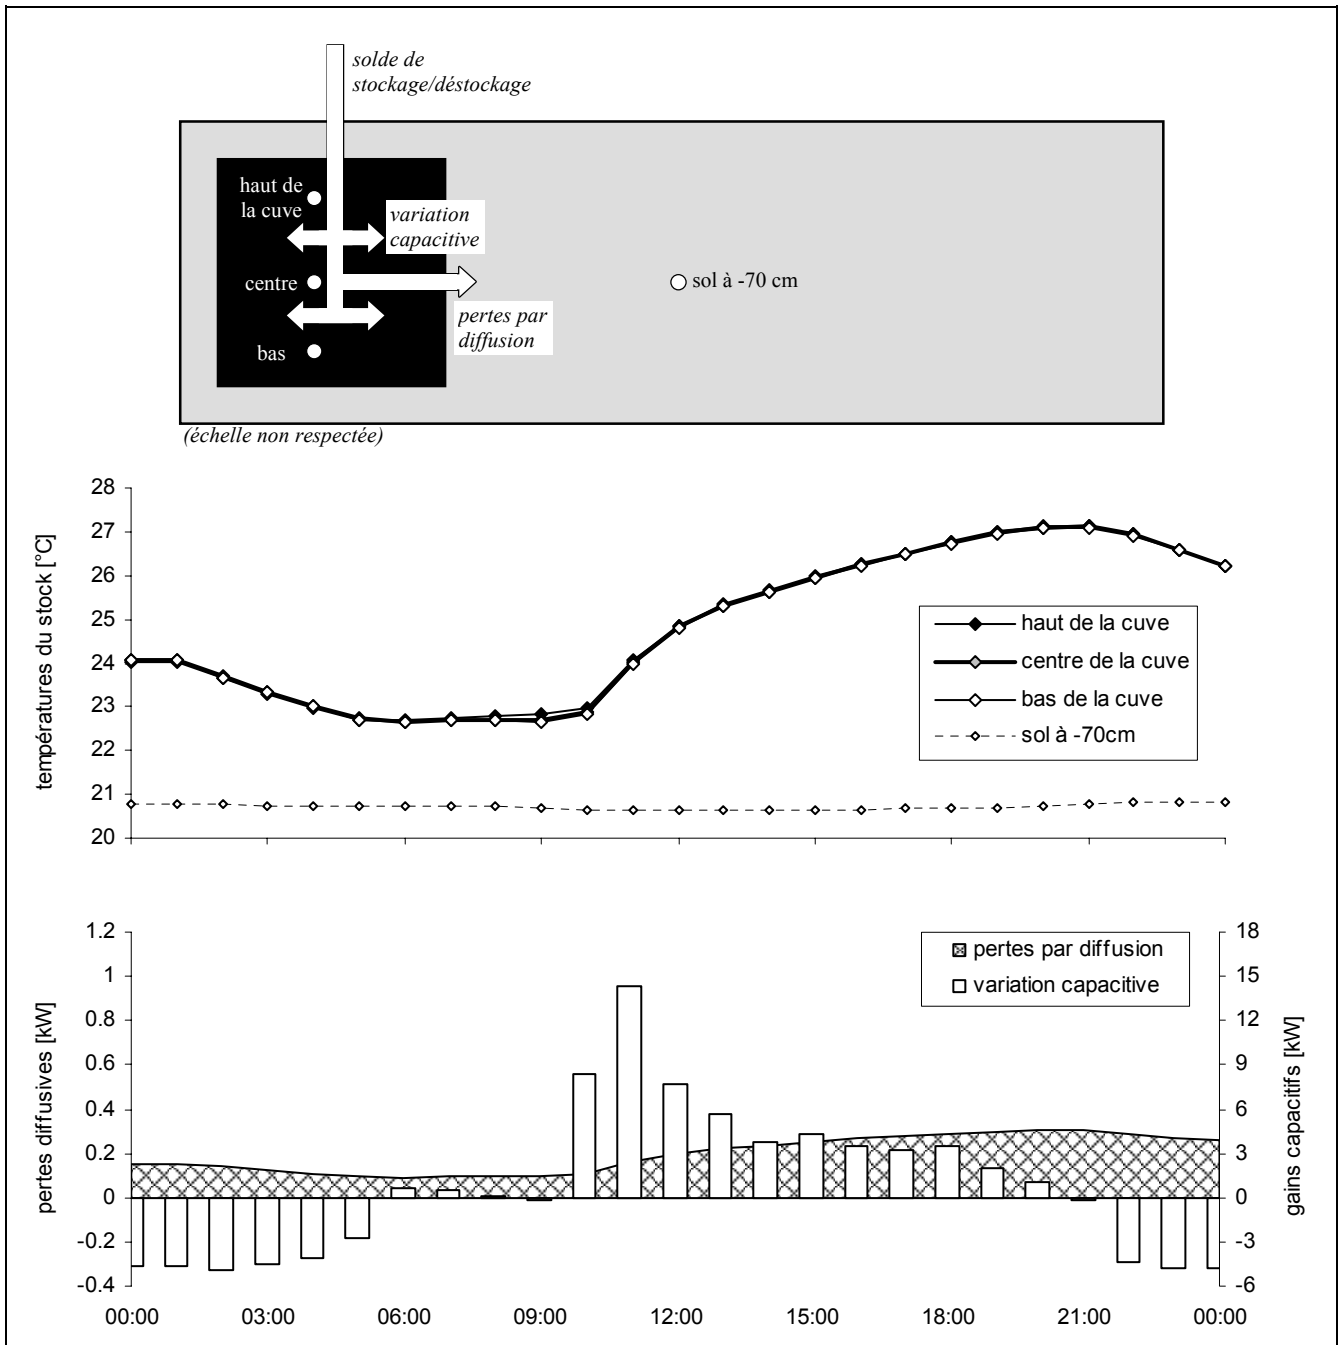 solde de
stockage/déstockage
haut de
la cuve
variation
capacitive
centre
sol à -70 cm
pertes par
diffusion
bas
(échelle non respectée)
températures du stock [°C]
28
27
26
25
24
23
22
21
20
haut de la cuve
centre de la cuve
bas de la cuve
sol à -70cm
pertes diffusives [kW]
1.2
1
0.8
0.6
0.4
0.2
0
-0.2
-0.4
pertes par diffusion
variation capacitive
18
15
12
9
6
3
0
-3
-6
gains capacitifs [kW]
00:00 03:00 06:00 09:00 12:00 15:00 18:00 21:00 00:00